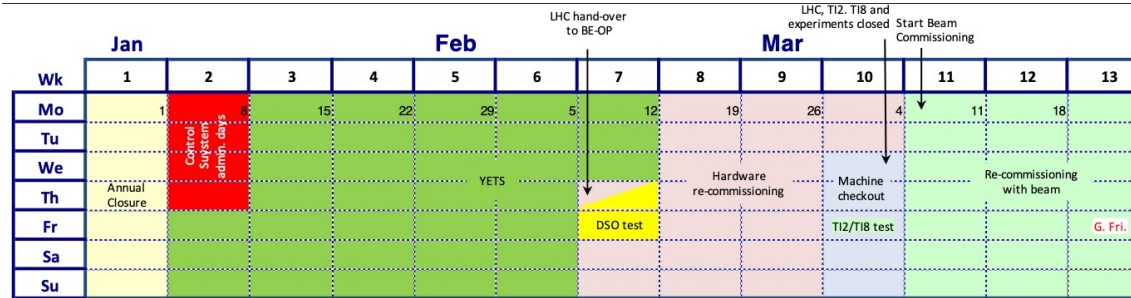 LHC, TI2. TI8 and
experiments closed
LHC hand-over
to BE-OP
Start Beam
Commissioning
Jan Feb Mar
Wk 1 2 3 4 5 6 7 8 9 10 11 12 13
Mo 1 8 15 22 29 5 12 19 26 4 11 18
Tu
We
Th
Fr
Sa
Su
Annual
Closure
Control
Suystem
admin. days
YETS
DSO test
Hardware
re-commissioning
Machine
checkout
TI2/TI8 test
Re-commissioning
with beam
G. Fri.